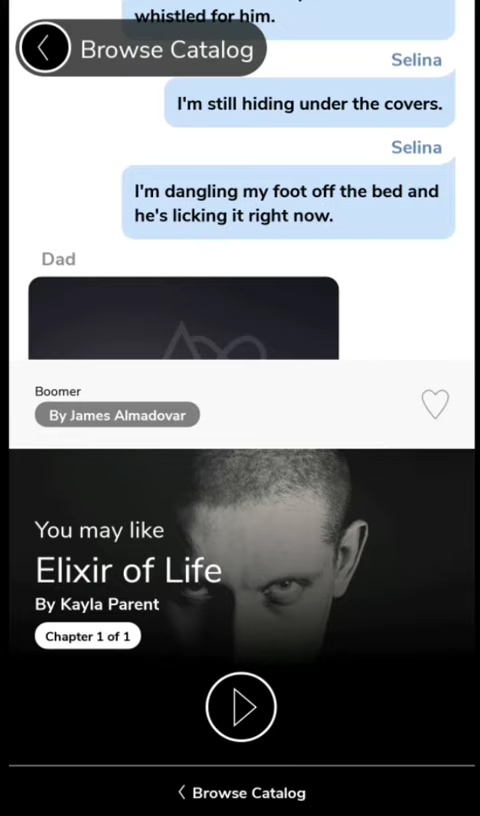 whistled for him.
Browse Catalog
Selina
I'm still hiding under the covers.
Selina
I'm dangling my foot off the bed and
he's licking it right now.
Dad
Boomer
By James Almadovar
You may like
Elixir of Life
By Kayla Parent
Chapter 1 of 1
Browse Catalog